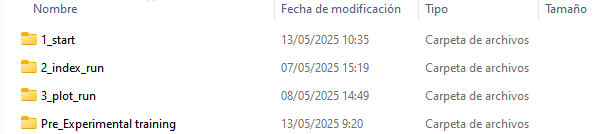 Nombre Fecha de modificación Tipo Tamaño
1_start 13/05/2025 10:35 Carpeta de archivos
2_index_run 07/05/2025 15:19 Carpeta de archivos
3_plot_run 08/05/2025 14:49 Carpeta de archivos
Pre_Experimental training 13/05/2025 9:20 Carpeta de archivos